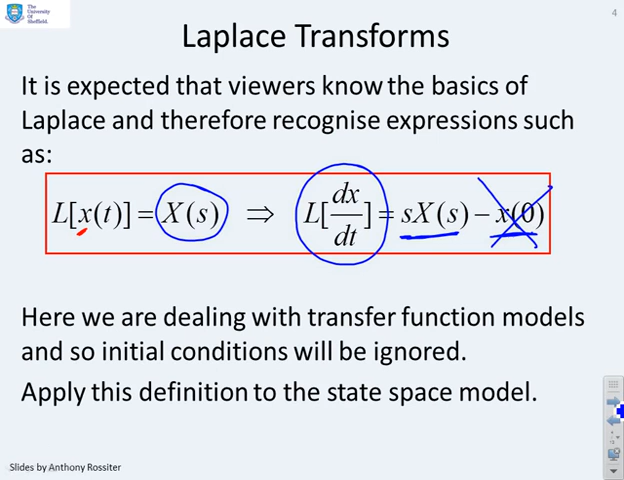 The
University
Of
Sheffield.
4
Laplace Transforms
It is expected that viewers know the basics of
Laplace and therefore recognise expressions such
as:
L[x(t)] = X(s) ⇒ L[dx/dt] = sX(s) − x(0)
Here we are dealing with transfer function models
and so initial conditions will be ignored.
Apply this definition to the state space model.
Slides by Anthony Rossiter